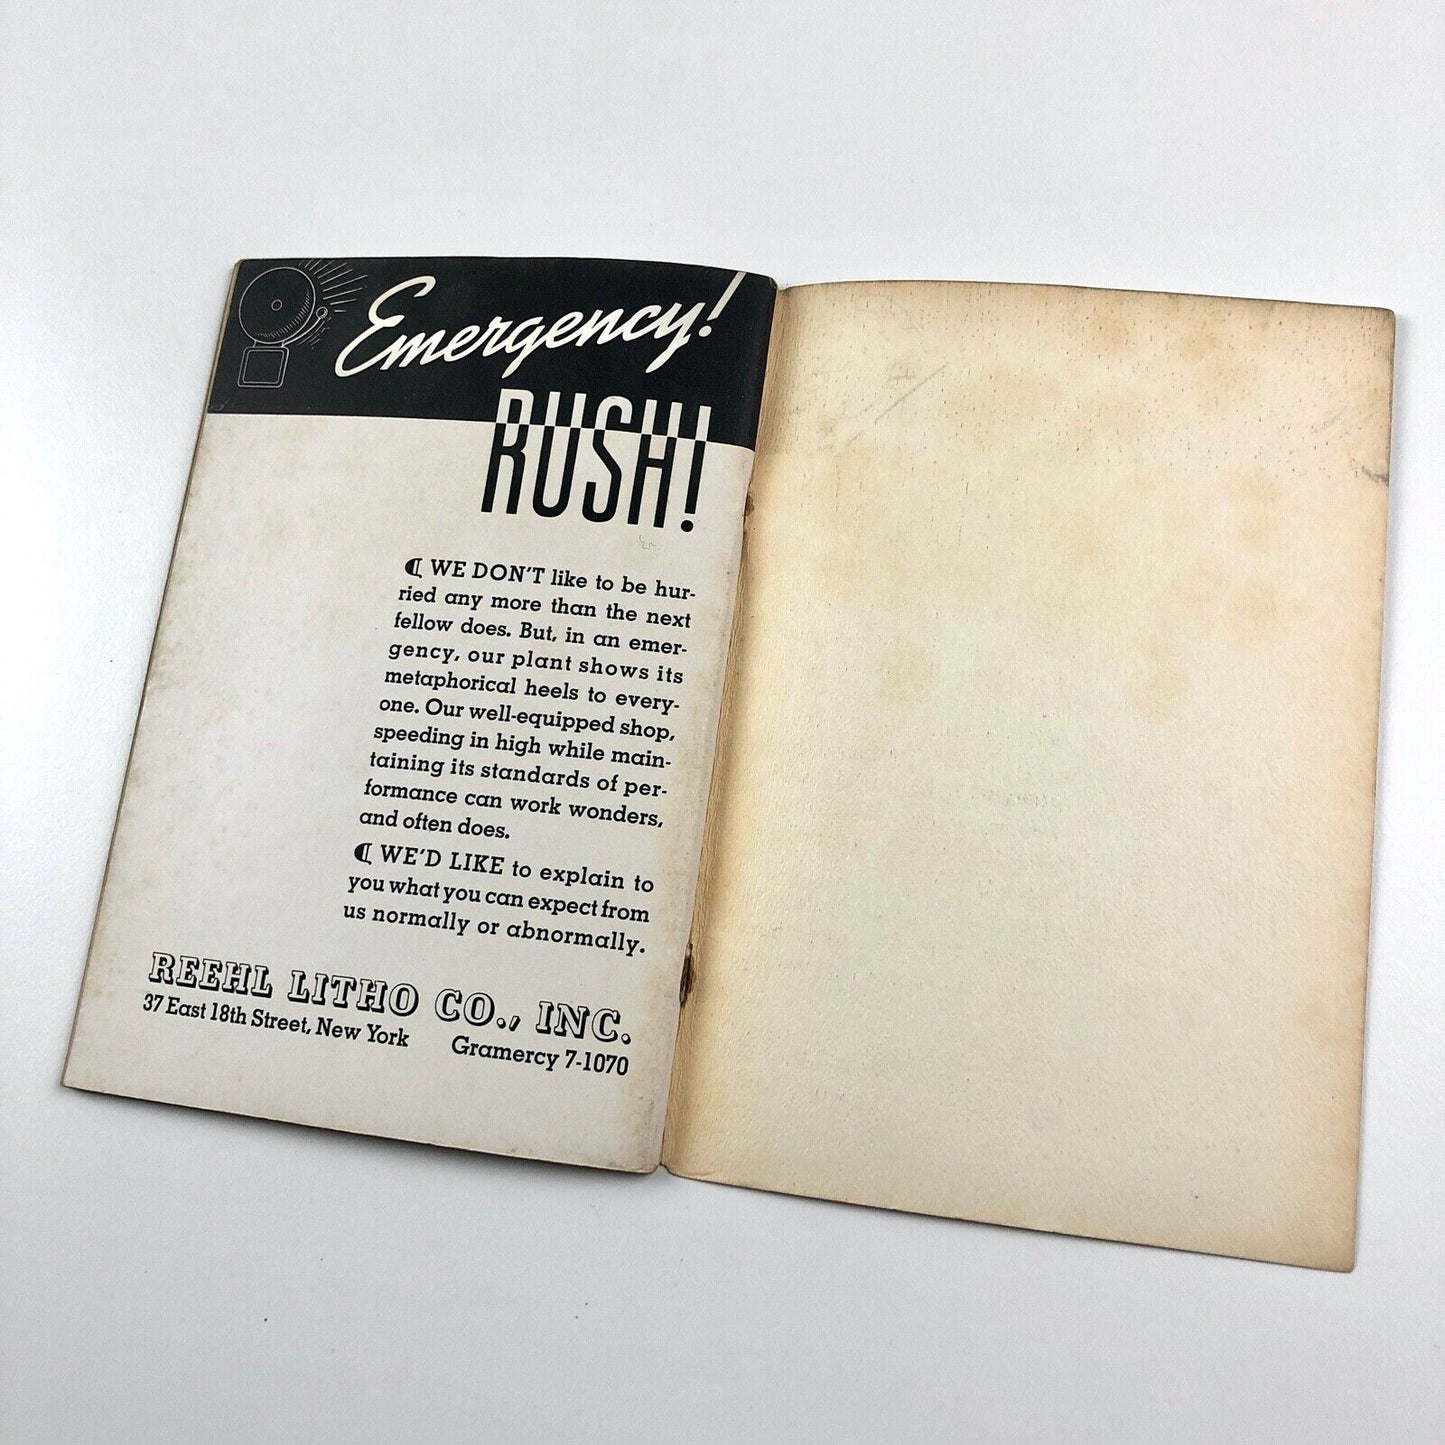 Emergency!
RUSH!
WE DON'T like to be hur-
ried any more than the next
fellow does. But, in an emer-
gency, our plant shows its
metaphorical heels to every-
one. Our well-equipped shop,
speeding in high while main-
taining its standards of per-
formance can work wonders,
and often does.
WE'D LIKE to explain to
you what you can expect from
us normally or abnormally.
REEHL LITHO CO., INC.
37 East 18th Street, New York Gramercy 7-1070